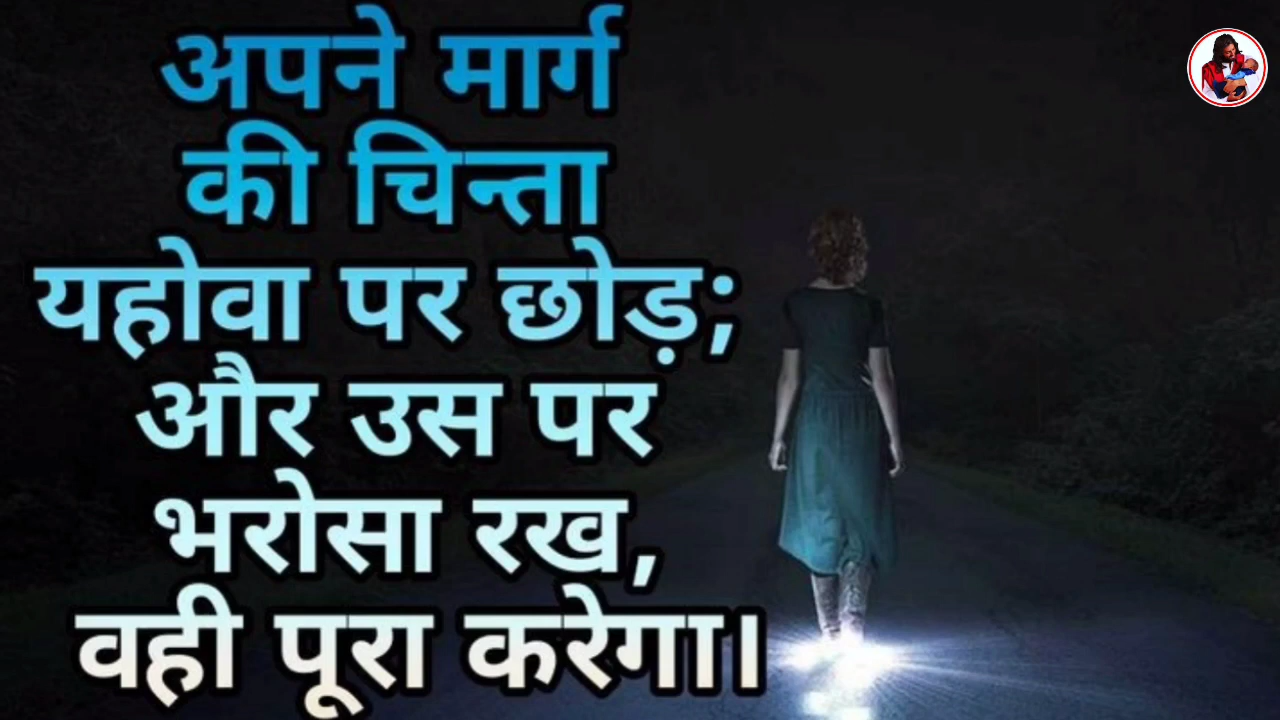 अपने मार्ग
की चिन्ता
यहोवा पर छोड़;
और उस पर
भरोसा रख,
वही पूरा करेगा।